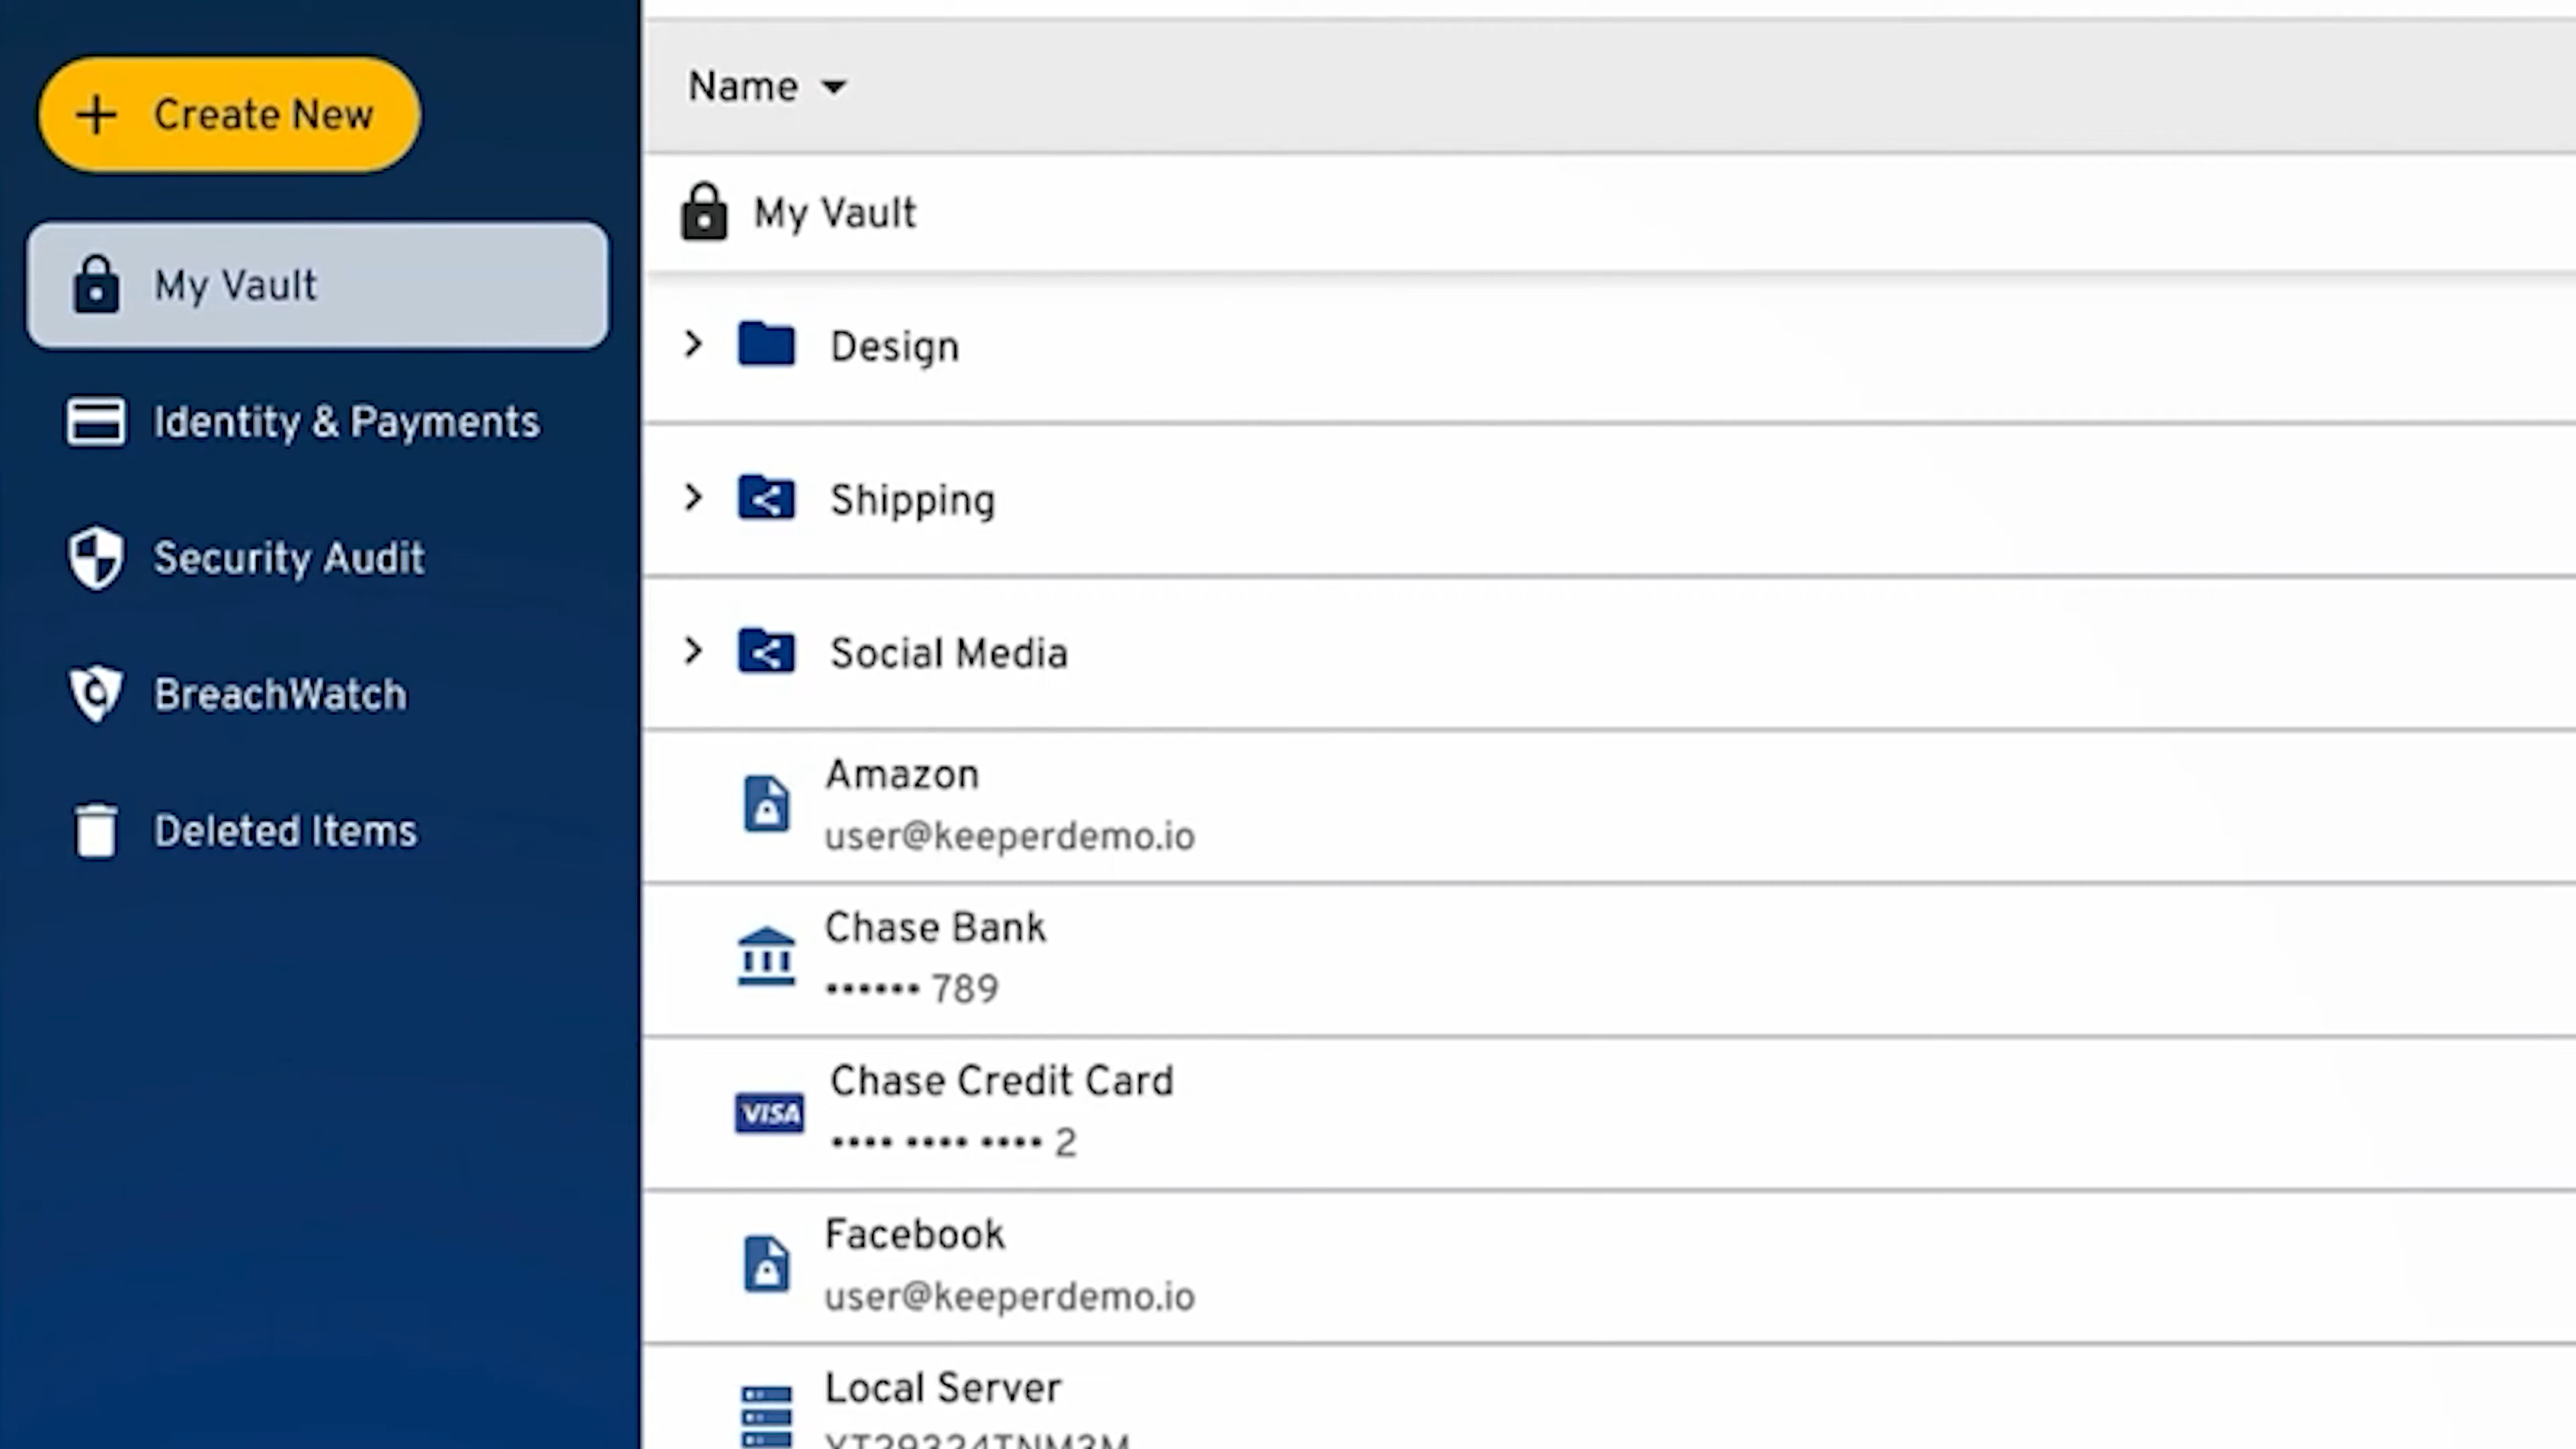 Create New
My Vault
Identity & Payments
Security Audit
BreachWatch
Deleted Items
Name
My Vault
Design
Shipping
Social Media
Amazon
user@keeperdemo.io
Chase Bank
•••••• 789
Chase Credit Card
VISA
•••• •••• •••• 2
Facebook
user@keeperdemo.io
Local Server